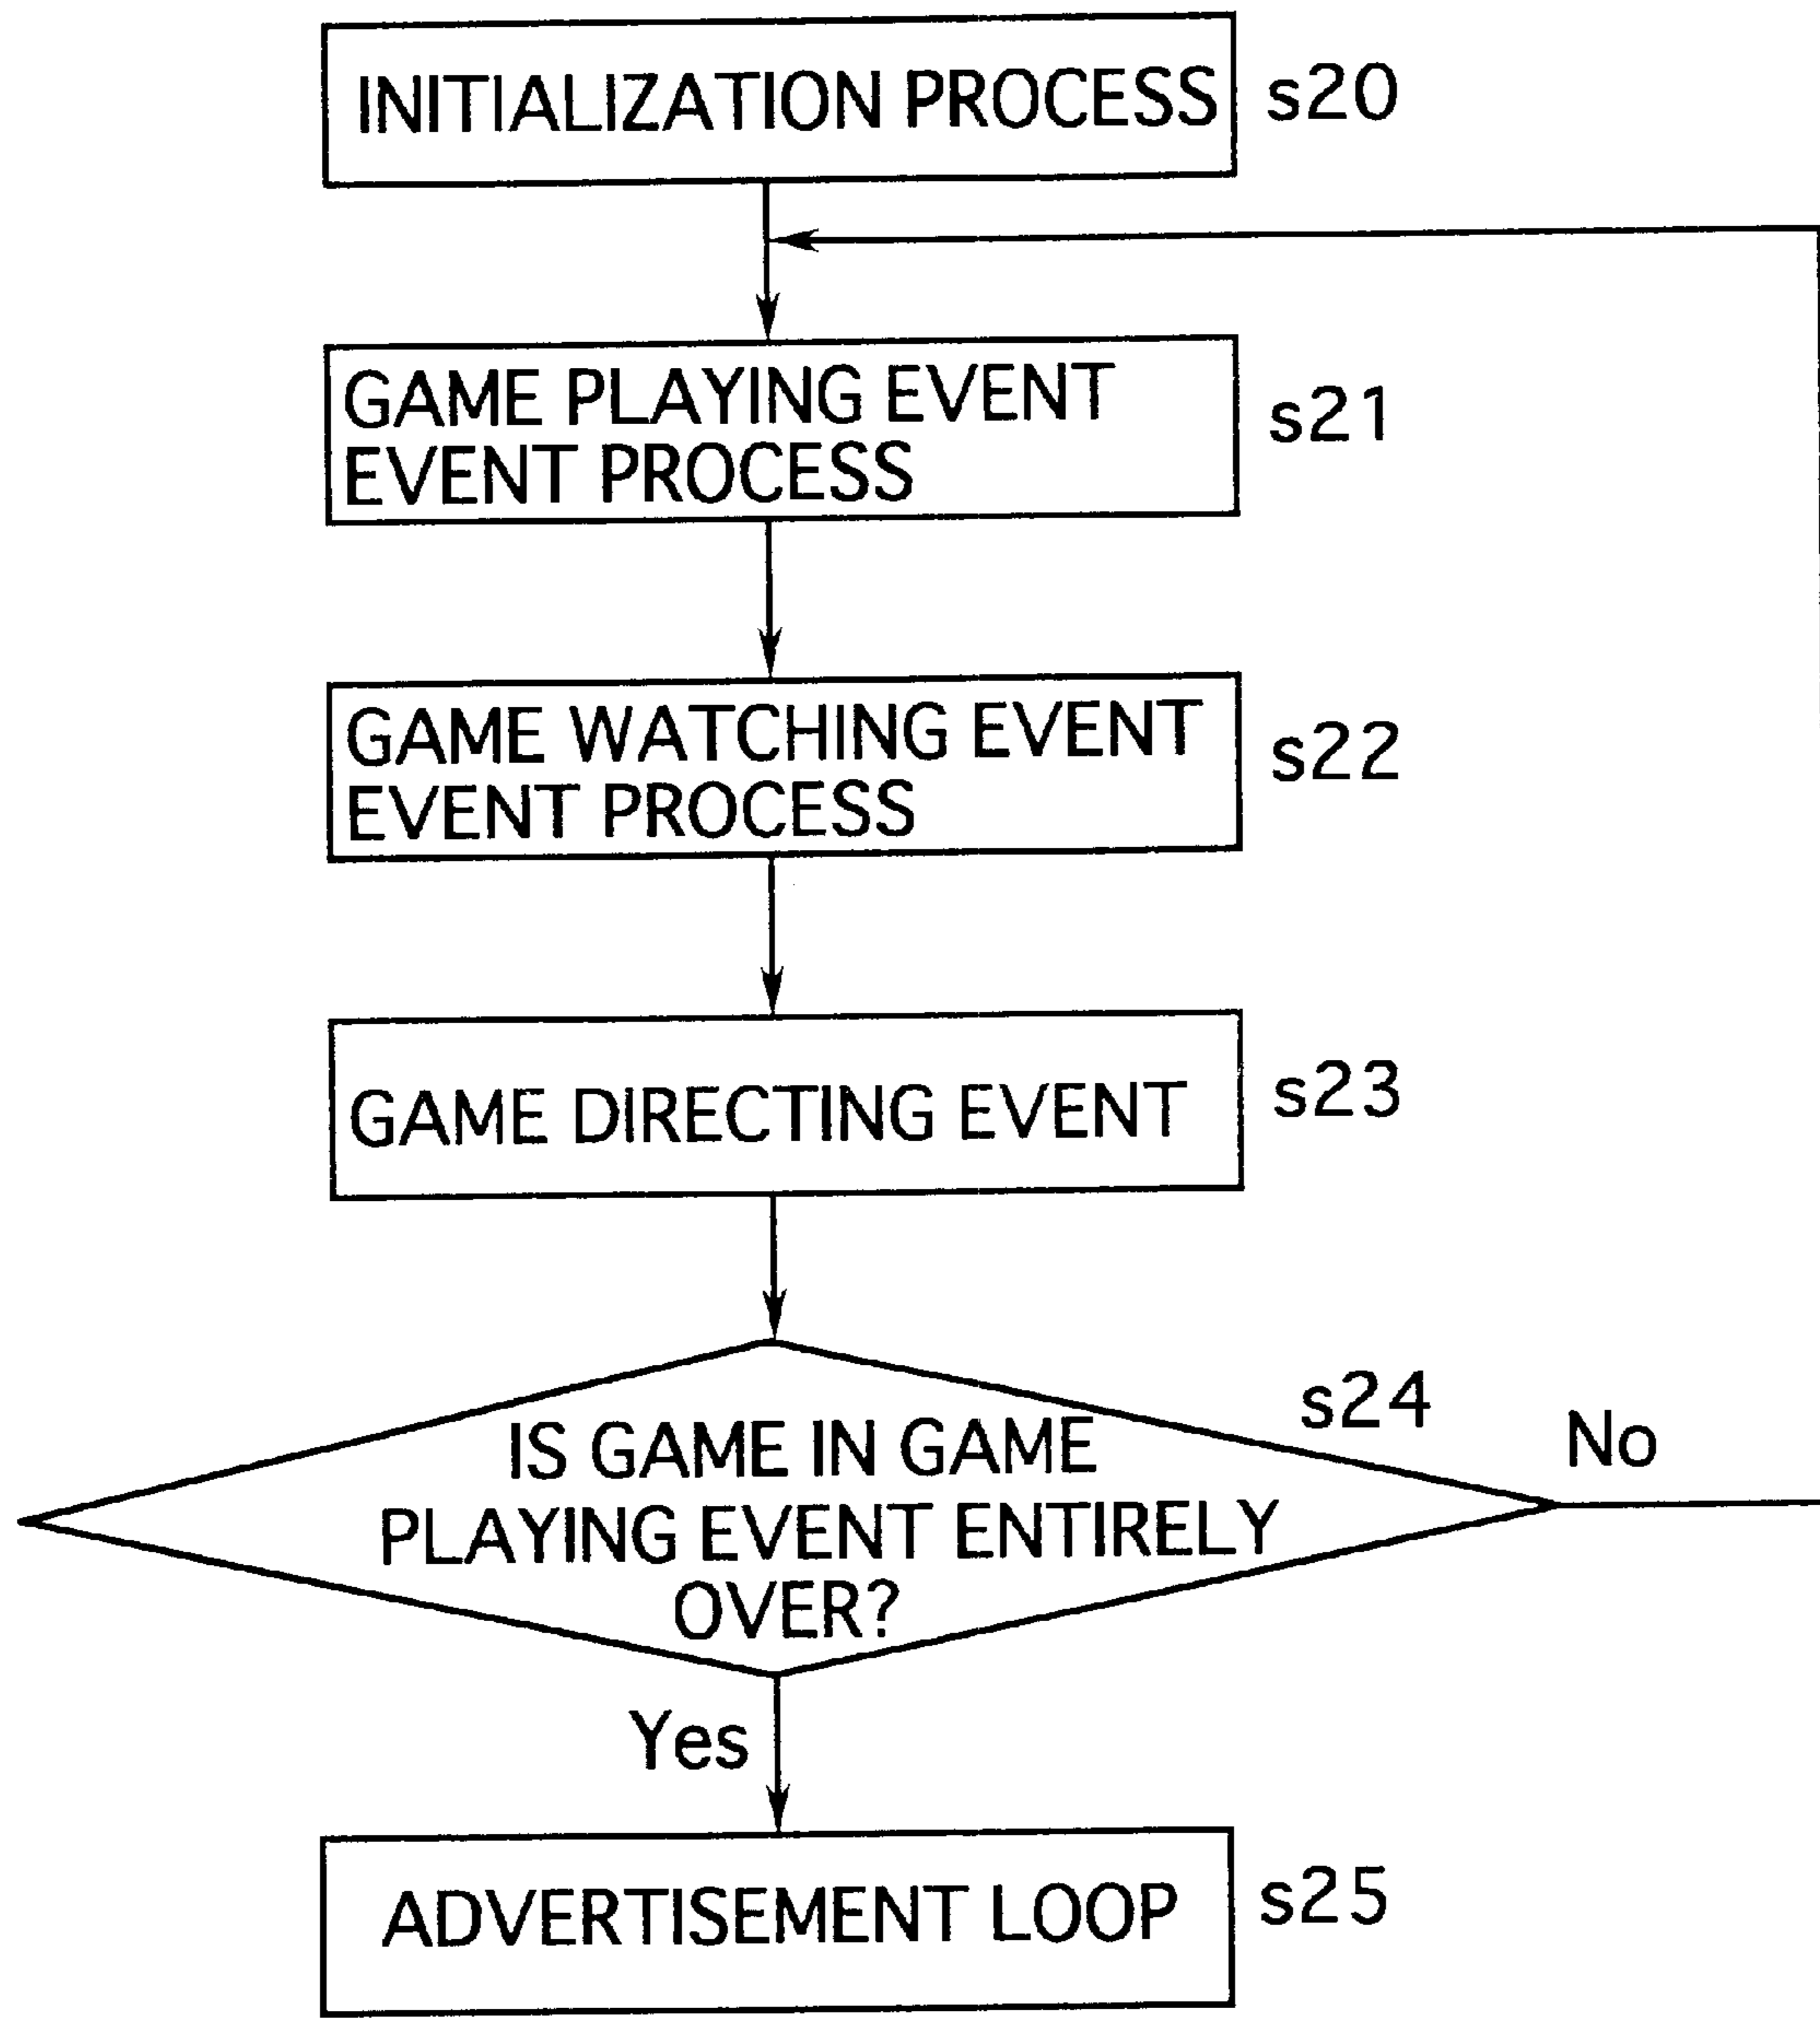 INITIALIZATION PROCESS
s20
GAME PLAYING EVENT
EVENT PROCESS
s21
GAME WATCHING EVENT
EVENT PROCESS
s22
GAME DIRECTING EVENT
s23
s24
No
IS GAME IN GAME
PLAYING EVENT ENTIRELY
OVER?
Yes
ADVERTISEMENT LOOP
s25